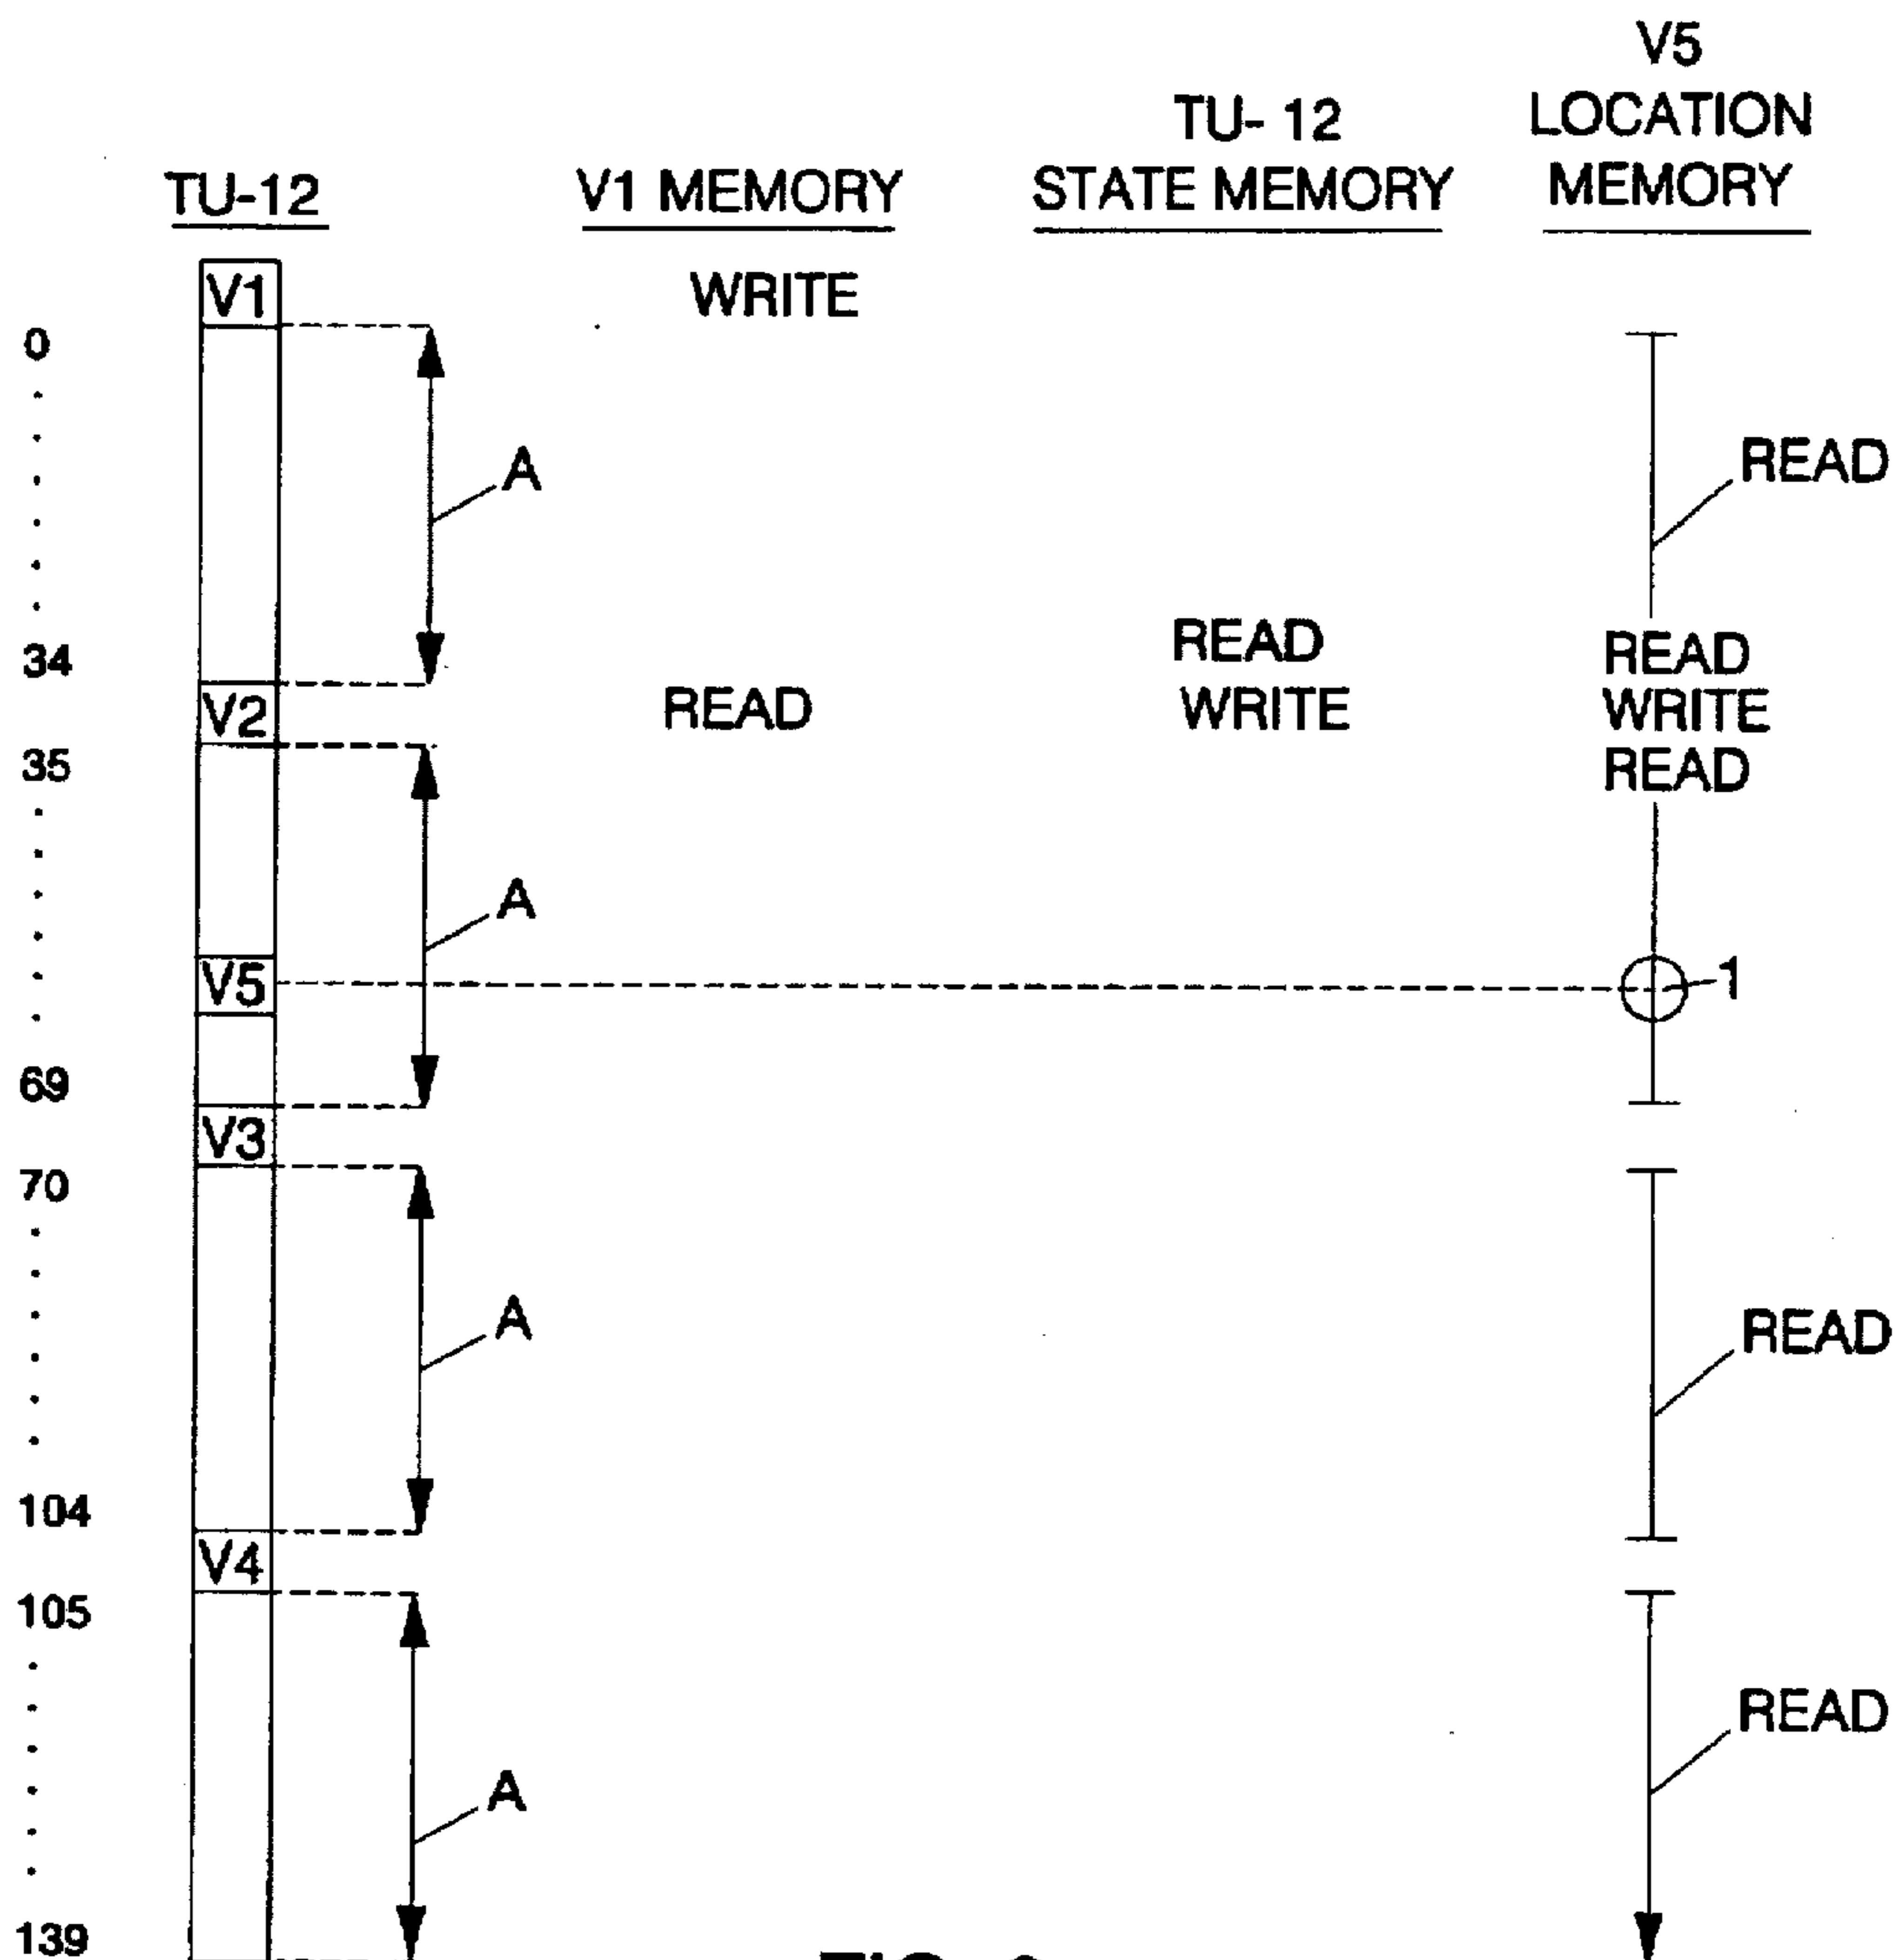 V5
TU- 12 LOCATION
TU-12 V1 MEMORY STATE MEMORY MEMORY
V1 WRITE
0
A READ
34 READ READ
V2 READ WRITE WRITE
35 READ
A
V5 1
69
V3
70
A READ
104
V4
105
READ
A
139